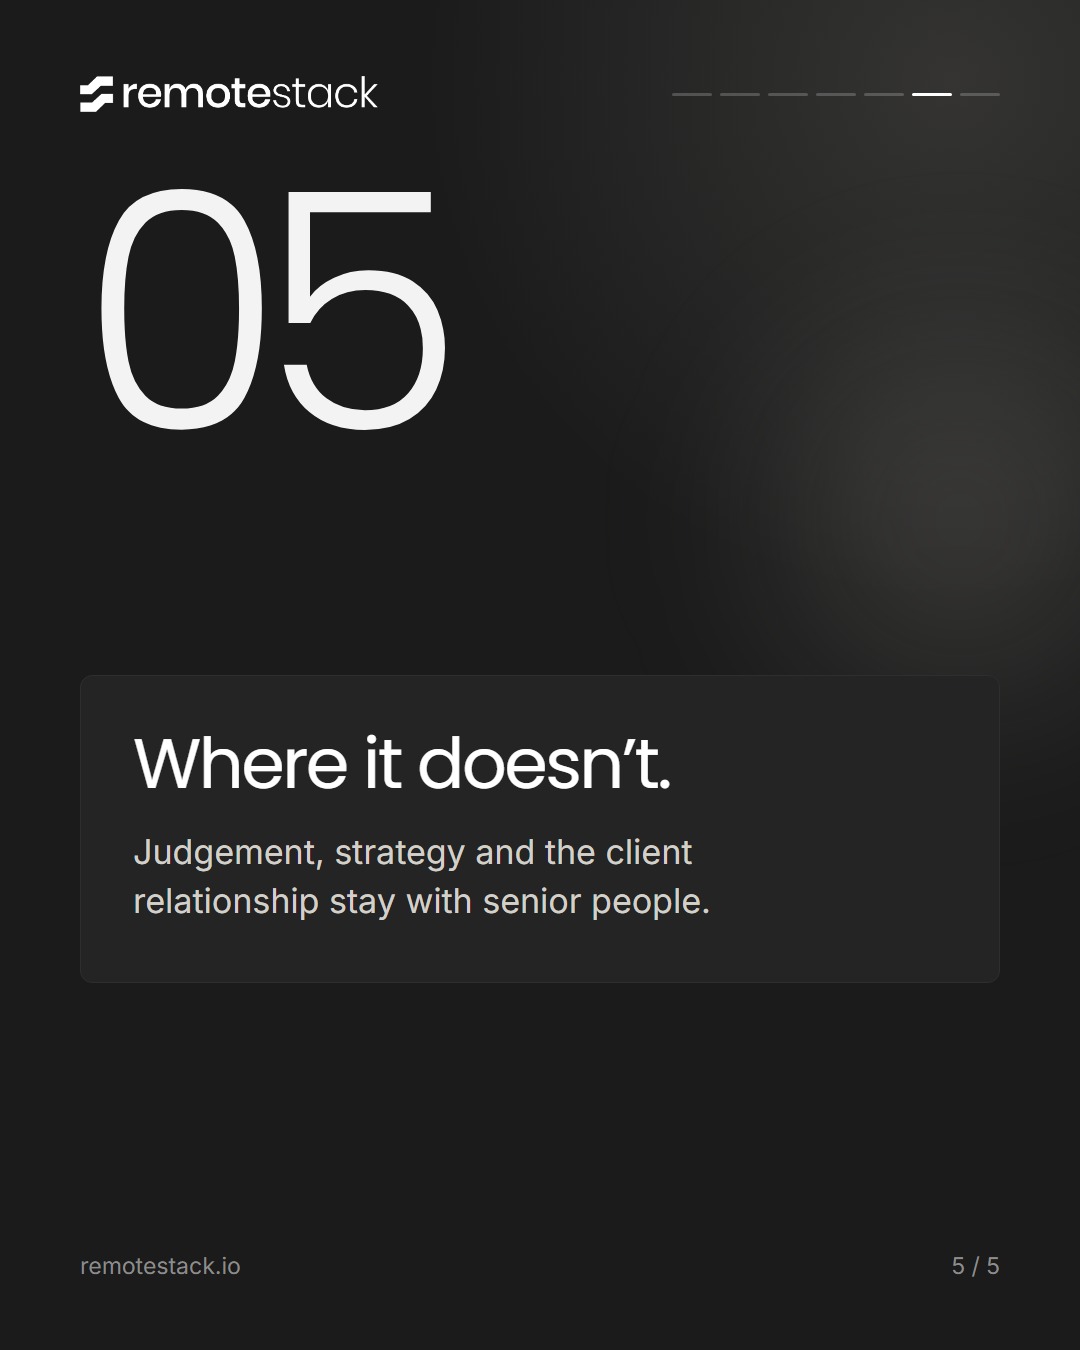 remotestack
05
Where it doesn’t.
Judgement, strategy and the client
relationship stay with senior people.
remotestack.io
5 / 5